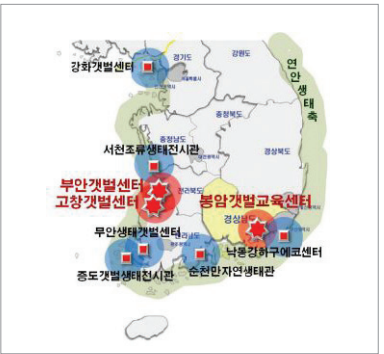 강원도
경기도
강화갯벌센터
연안생태축
충청북도
충청남도
서천조류생태전시관
경상북도
부안갯벌센터
전라북도
고창갯벌센터
봉암갯벌교육센터
경상남도
무안생태갯벌센터
낙동강하구에코센터
증도갯벌생태전시관
순천만자연생태관